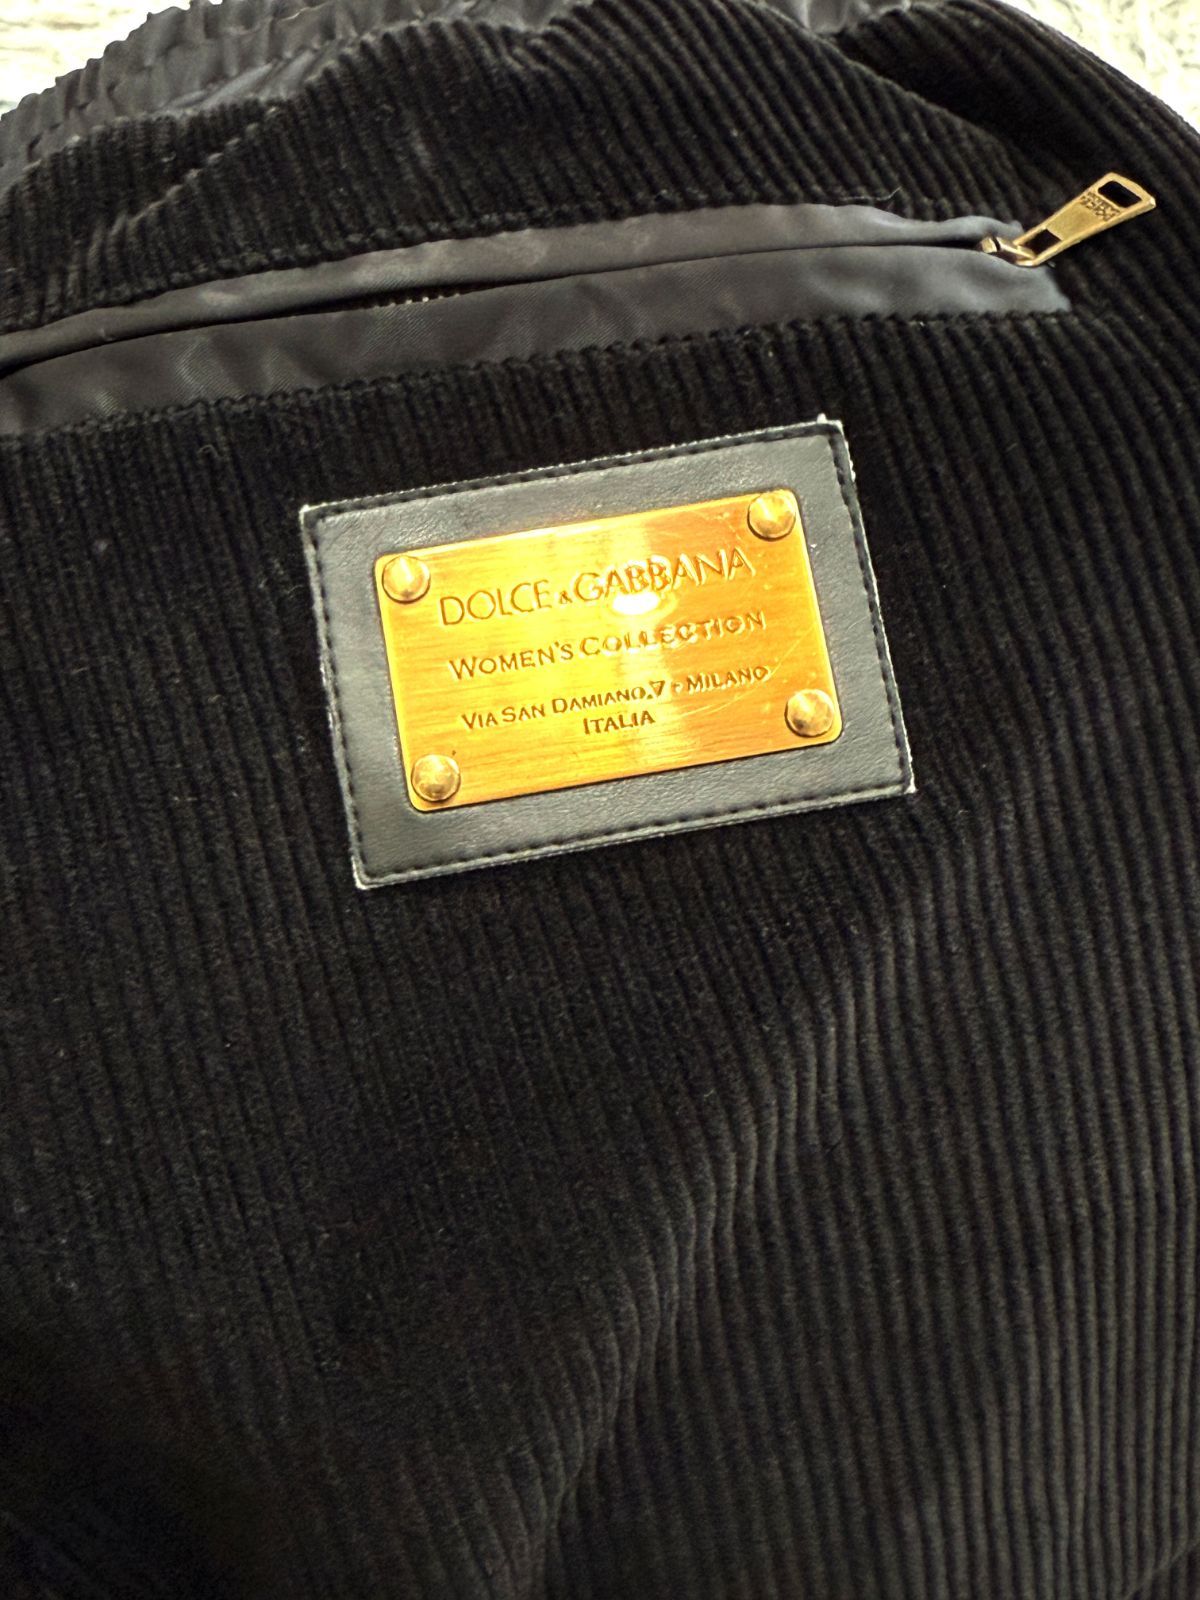 DOLCE & GABBANA
WOMEN'S COLLECTION
VIA SAN DAMIANO,7 - MILANO
ITALIA